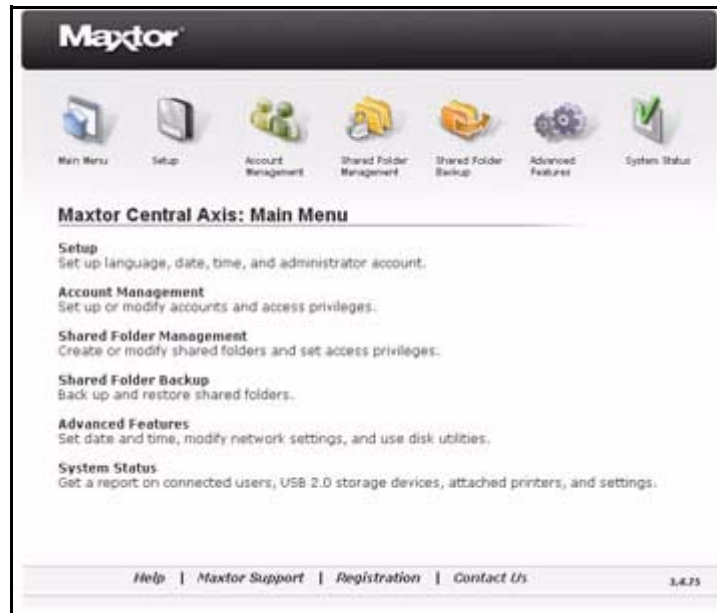 Maxtor
Main Menu
Setup
Account
Management
Shared Folder
Management
Shared Folder
Backup
Advanced
Features
System Status
Maxtor Central Axis: Main Menu
Setup
Set up language, date, time, and administrator account.
Account Management
Set up or modify accounts and access privileges.
Shared Folder Management
Create or modify shared folders and set access privileges.
Shared Folder Backup
Back up and restore shared folders.
Advanced Features
Set date and time, modify network settings, and use disk utilities.
System Status
Get a report on connected users, USB 2.0 storage devices, attached printers, and settings.
Help | Maxtor Support | Registration | Contact Us